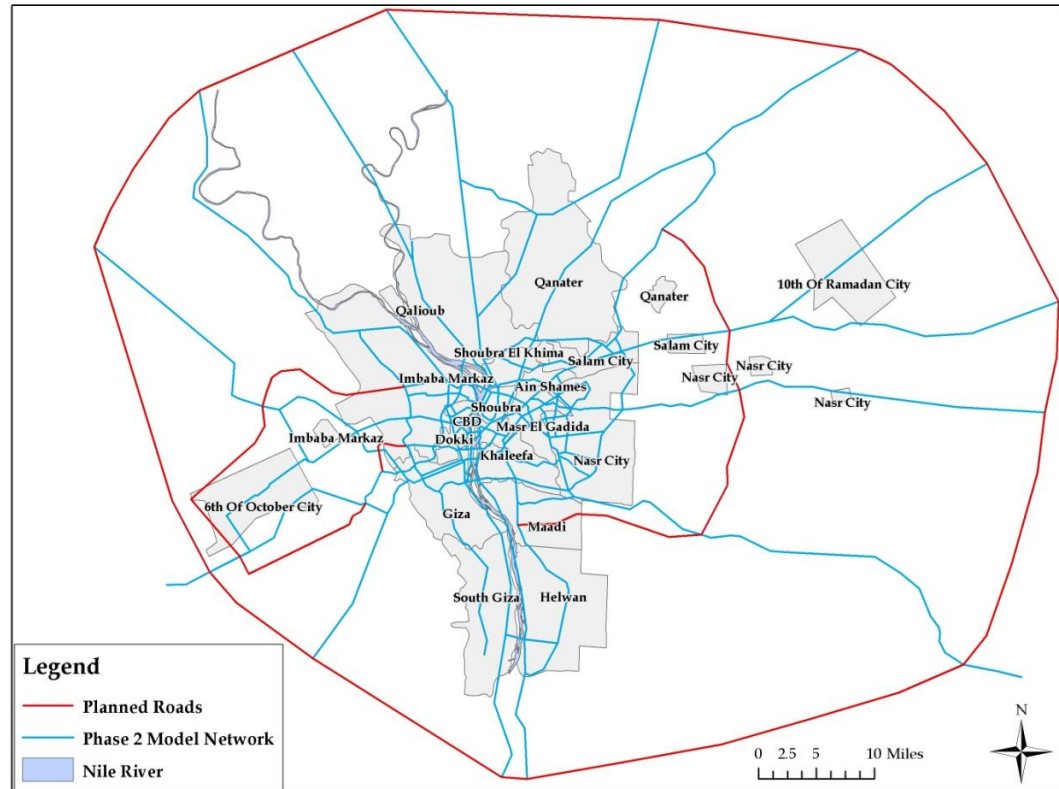 Qanater
Qanater
10th Of Ramadan City
Qalioub
Shoubra El Khima
Salam City
Salam City
Nasr City
Nasr City
Nasr City
Imbaba Markaz
Ain Shames
Shoubra
CBD
Masr El Gadida
Imbaba Markaz
Dokki
Khaleefa
Nasr City
6th Of October City
Giza
Maadi
South Giza
Helwan
Legend
Planned Roads
Phase 2 Model Network
Nile River
0 2.5 5 10 Miles
N